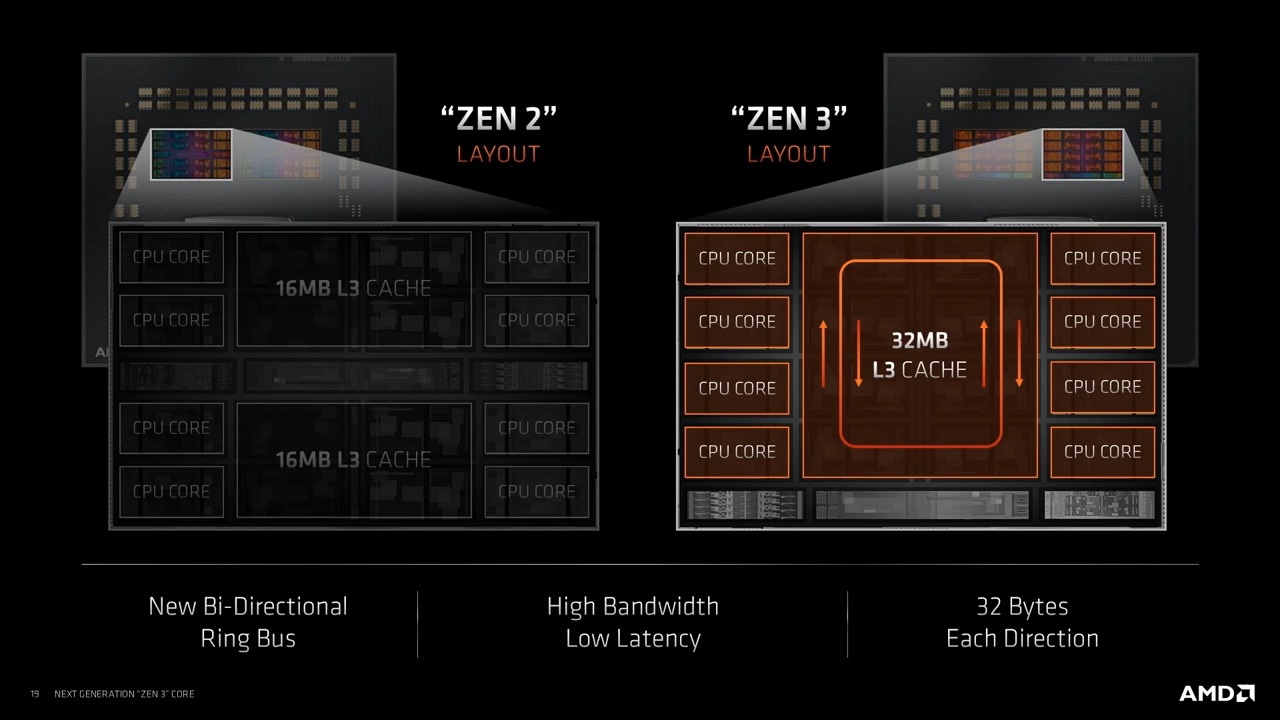 “ZEN 2”
LAYOUT
“ZEN 3”
LAYOUT
CPU CORE
CPU CORE
16MB L3 CACHE
CPU CORE
CPU CORE
CPU CORE
CPU CORE
16MB L3 CACHE
CPU CORE
CPU CORE
CPU CORE
CPU CORE
CPU CORE
CPU CORE
32MB
L3 CACHE
CPU CORE
CPU CORE
CPU CORE
CPU CORE
New Bi-Directional
Ring Bus
High Bandwidth
Low Latency
32 Bytes
Each Direction
19 NEXT GENERATION “ZEN 3” CORE
AMD